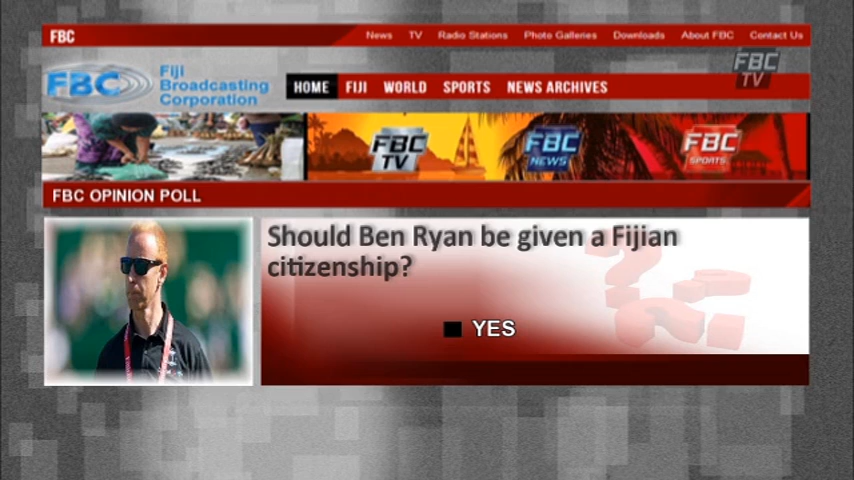 FBC
News TV Radio Stations Photo Galleries Downloads About FBC Contact Us
FBC
TV
FBC
Fiji
Broadcasting
Corporation
HOME FIJI WORLD SPORTS NEWS ARCHIVES
FBC
TV
FBC
NEWS
FBC
SPORTS
FBC OPINION POLL
Should Ben Ryan be given a Fijian
citizenship?
YES